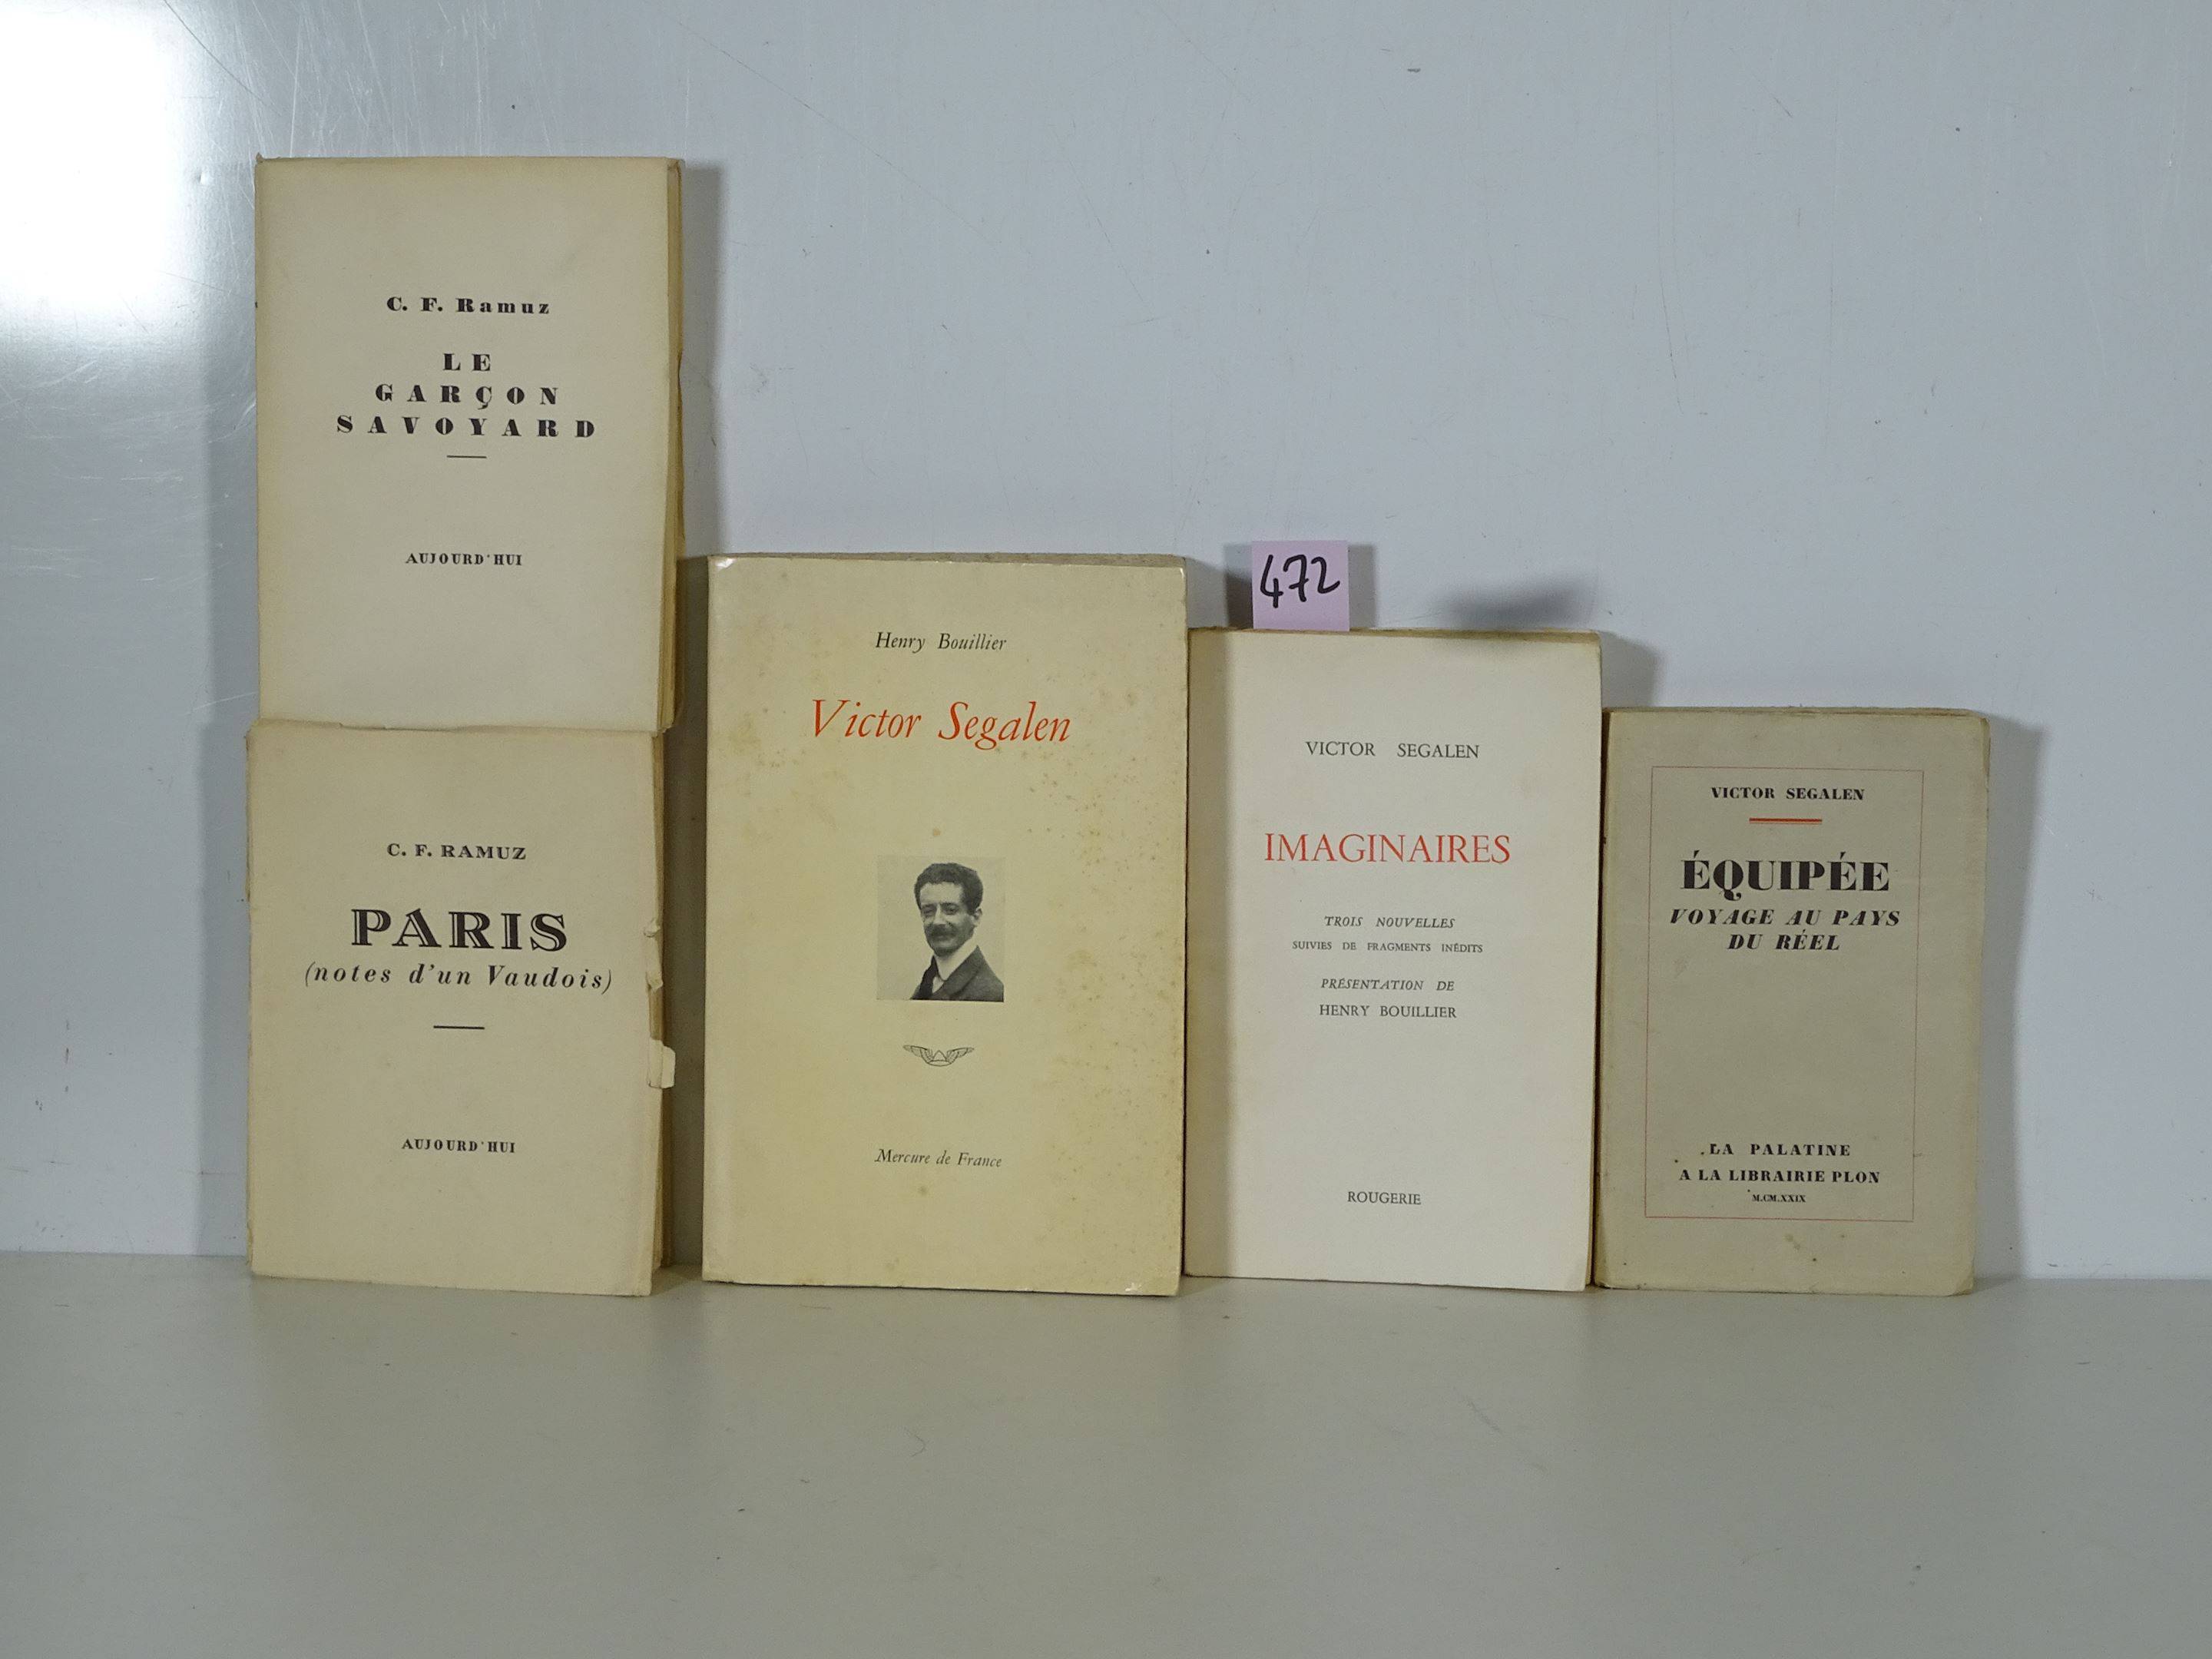 C. F. Ramuz
LE
GARÇON
SAVOYARD
AUJOURD'HUI
C. F. RAMUZ
PARIS
(notes d'un Vaudois)
AUJOURD'HUI
Henry Bouillier
Victor Segalen
Mercure de France
472
VICTOR SEGALEN
IMAGINAIRES
TROIS NOUVELLES
SUIVIES DE FRAGMENTS INÉDITS
PRÉSENTATION DE
HENRY BOUILLIER
ROUGERIE
VICTOR SEGALEN
ÉQUIPÉE
VOYAGE AU PAYS
DU RÉEL
LA PALATINE
A LA LIBRAIRIE PLON
M.CM.XXIX